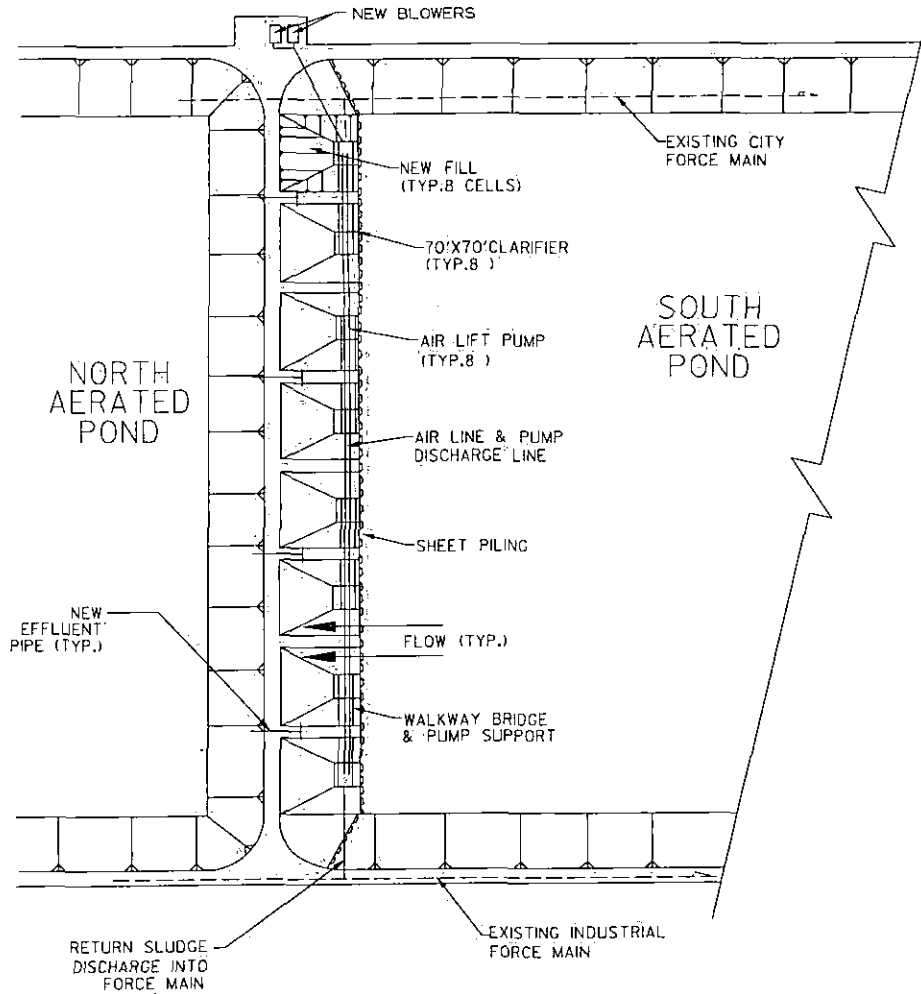 NEW BLOWERS
EXISTING CITY
FORCE MAIN
NEW FILL
(TYP.8 CELLS)
70'X70'CLARIFIER
(TYP.8 )
SOUTH
AERATED
POND
AIR LIFT PUMP
(TYP.8 )
NORTH
AERATED
POND
AIR LINE & PUMP
DISCHARGE LINE
SHEET PILING
NEW
EFFLUENT
PIPE (TYP.)
FLOW (TYP.)
WALKWAY BRIDGE
& PUMP SUPPORT
EXISTING INDUSTRIAL
FORCE MAIN
RETURN SLUDGE
DISCHARGE INTO
FORCE MAIN